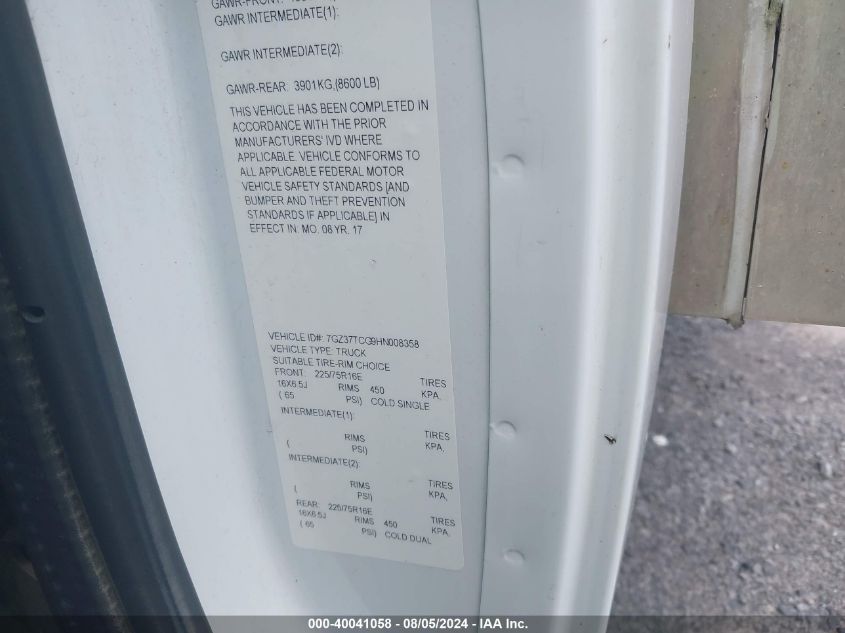 GAWR-FRONT:
GAWR INTERMEDIATE(1):
GAWR INTERMEDIATE(2):
GAWR-REAR: 3901KG,(8600 LB)
THIS VEHICLE HAS BEEN COMPLETED IN
ACCORDANCE WITH THE PRIOR
MANUFACTURERS' IVD WHERE
APPLICABLE. VEHICLE CONFORMS TO
ALL APPLICABLE FEDERAL MOTOR
VEHICLE SAFETY STANDARDS [AND
BUMPER AND THEFT PREVENTION
STANDARDS IF APPLICABLE] IN
EFFECT IN: MO. 08 YR. 17
VEHICLE ID#: 7GZ37TCG9HN008358
VEHICLE TYPE: TRUCK
SUITABLE TIRE-RIM CHOICE
FRONT: 225/75R16E TIRES
16X6.5J RIMS 450 KPA,
( 65 PSI) COLD SINGLE
INTERMEDIATE(1):
TIRES
RIMS KPA,
( PSI)
INTERMEDIATE(2):
TIRES
RIMS KPA,
( PSI)
REAR: 225/75R16E TIRES
16X6.5J RIMS 450 KPA,
( 65 PSI) COLD DUAL
000-40041058 - 08/05/2024 - IAA Inc.